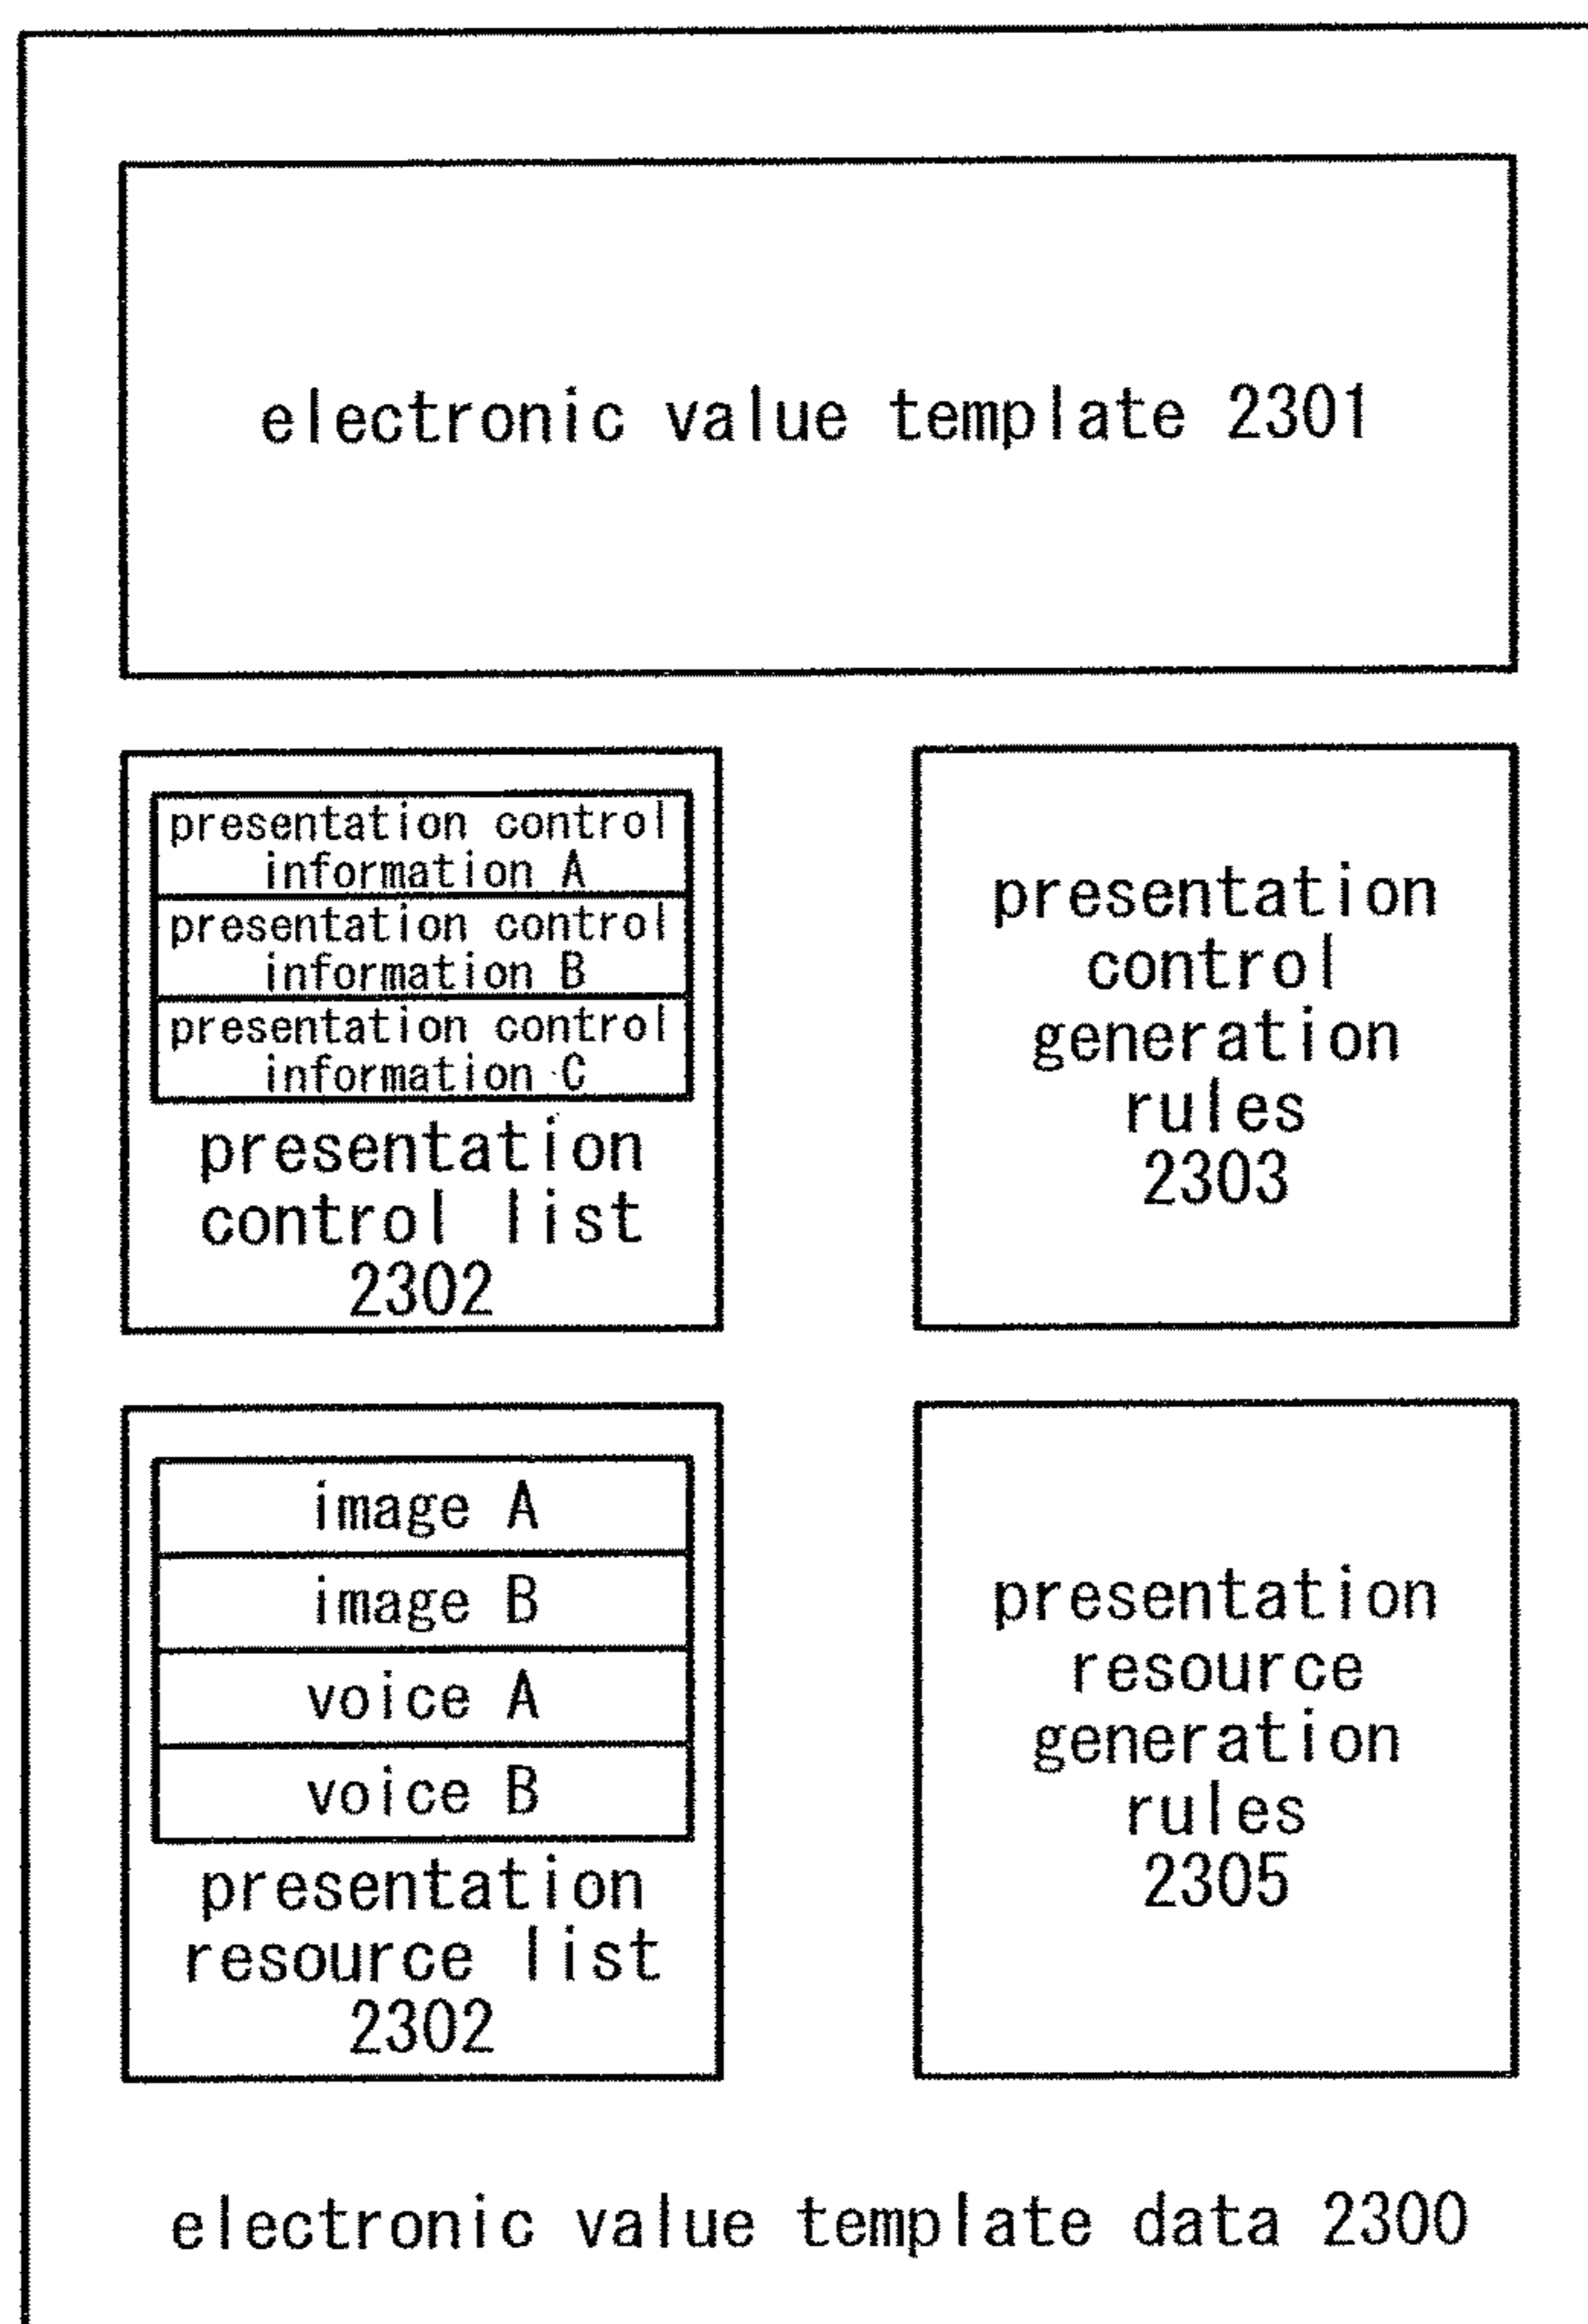 electronic value template 2301
presentation control
information A
presentation control
information B
presentation control
information C
presentation
control list
2302
presentation
control
generation
rules
2303
image A
image B
voice A
voice B
presentation
resource list
2302
presentation
resource
generation
rules
2305
electronic value template data 2300